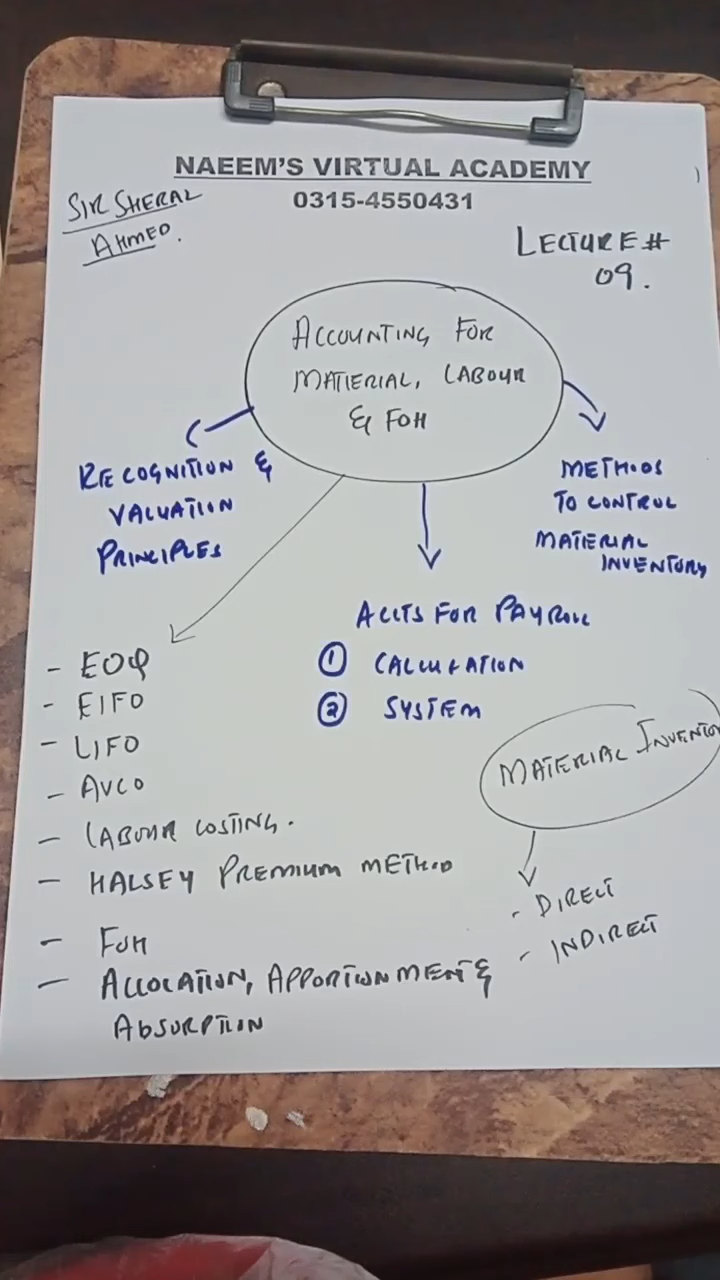 NAEEM'S VIRTUAL ACADEMY
0315-4550431
SIR SHERAZ
AHMED.
LECTURE #
09.
ACCOUNTING FOR
MATERIAL, LABOUR
& FOH
RECOGNITION &
VALUATION
PRINCIPLES
METHODS
TO CONTROL
MATERIAL
INVENTORY
ACCTS FOR PAYROLL
① CALCULATION
② SYSTEM
- EOQ
- FIFO
- LIFO
- AVCO
- LABOUR COSTING.
- HALSEY PREMIUM METHOD
- FOH
- ALLOCATION, APPORTIONMENT &
ABSORPTION
MATERIAL INVENTO
- DIRECT
- INDIRECT